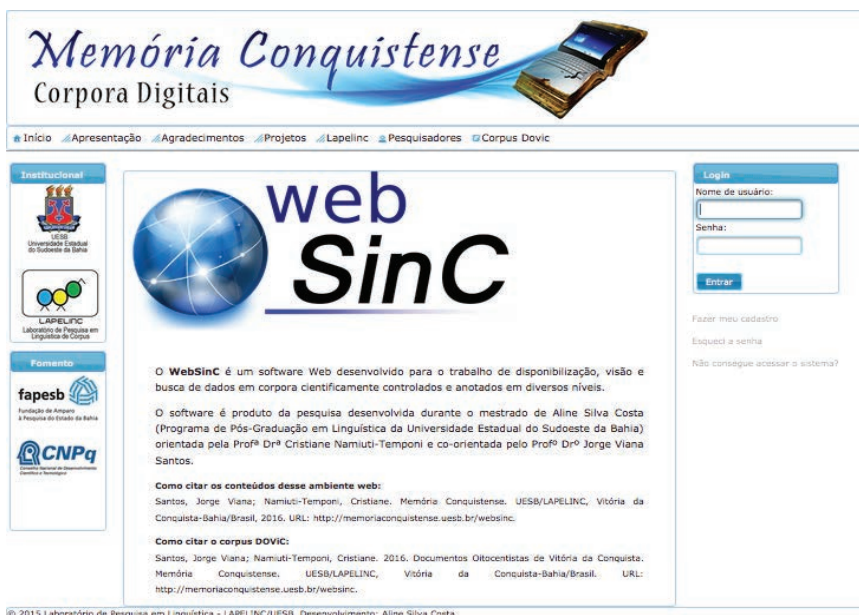 Memória Conquistense
Corpora Digitais
Início Apresentação Agradecimentos Projetos Lapelinc Pesquisadores Corpus Dovic
Institucional
UESB
Universidade Estadual
do Sudoeste da Bahia
LAPELINC
Laboratório de Pesquisa em
Linguística de Corpus
Fomento
fapesb
Fundação de Amparo
à Pesquisa do Estado da Bahia
CNPq
Conselho Nacional de Desenvolvimento
Científico e Tecnológico
web
SinC
O WebSinC é um software Web desenvolvido para o trabalho de disponibilização, visão e
busca de dados em corpora cientificamente controlados e anotados em diversos níveis.
O software é produto da pesquisa desenvolvida durante o mestrado de Aline Silva Costa
(Programa de Pós-Graduação em Linguística da Universidade Estadual do Sudoeste da Bahia)
orientada pela Profª Drª Cristiane Namiuti-Temponi e co-orientada pelo Profº Drº Jorge Viana
Santos.
Como citar os conteúdos desse ambiente web:
Santos, Jorge Viana; Namiuti-Temponi, Cristiane. Memória Conquistense. UESB/LAPELINC, Vitória da
Conquista-Bahia/Brasil, 2016. URL: http://memoriaconquistense.uesb.br/websinc.
Como citar o corpus DOViC:
Santos, Jorge Viana; Namiuti-Temponi, Cristiane. 2016. Documentos Oitocentistas de Vitória da Conquista.
Memória Conquistense. UESB/LAPELINC, Vitória da Conquista-Bahia/Brasil. URL:
http://memoriaconquistense.uesb.br/websinc.
Login
Nome de usuário:
Senha:
Entrar
Fazer meu cadastro
Esqueci a senha
Não consegue acessar o sistema?
© 2015 Laboratório de Pesquisa em Linguística - LAPELINC/UESB. Desenvolvimento: Aline Silva Costa